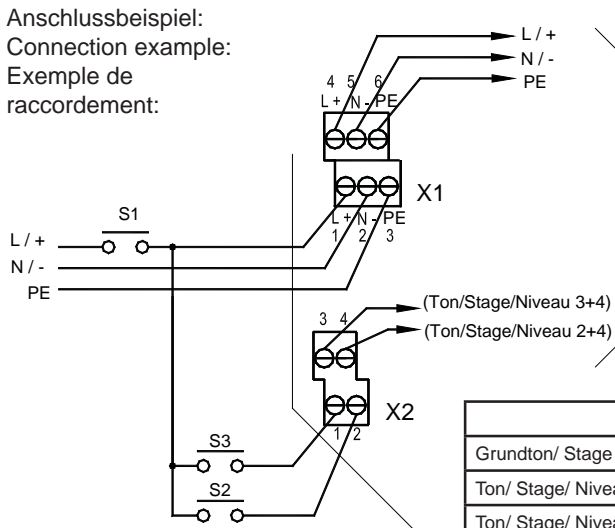 Anschlussbeispiel:
Connection example:
Exemple de
raccordement:
L / +
N / -
PE
4 5 6
L + N - PE
X1
S1
L + N - PE
1 2 3
L / +
N / -
PE
3 4
(Ton/Stage/Niveau 3+4)
(Ton/Stage/Niveau 2+4)
X2
1 2
S3
S2
Grundton/ Stage
Ton/ Stage/ Nivea
Ton/ Stage/ Nivea